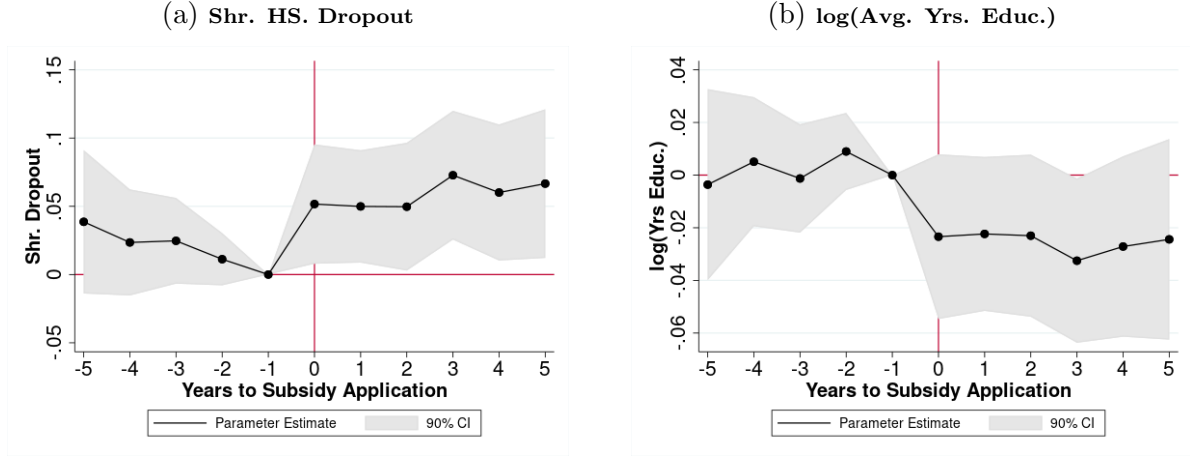 (a) Shr. HS. Dropout
Shr. Dropout
.15
.1
.05
0
-.05
-5 -4 -3 -2 -1 0 1 2 3 4 5
Years to Subsidy Application
Parameter Estimate 90% CI
(b) log(Avg. Yrs. Educ.)
log(Yrs Educ.)
.04
.02
0
-.02
-.04
-.06
-5 -4 -3 -2 -1 0 1 2 3 4 5
Years to Subsidy Application
Parameter Estimate 90% CI